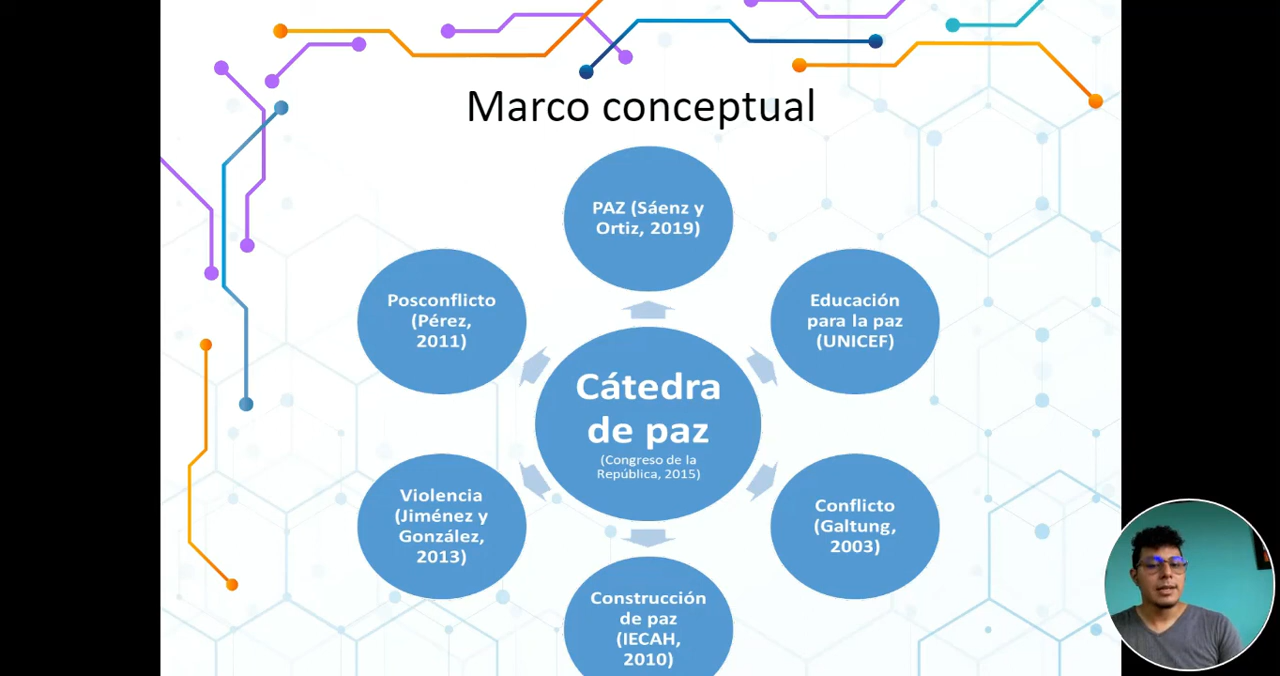 Marco conceptual
PAZ (Sáenz y
Ortiz, 2019)
Posconflicto
(Pérez,
2011)
Educación
para la paz
(UNICEF)
Cátedra
de paz
(Congreso de la
República, 2015)
Violencia
(Jiménez y
González,
2013)
Conflicto
(Galtung,
2003)
Construcción
de paz
(IECAH,
2010)